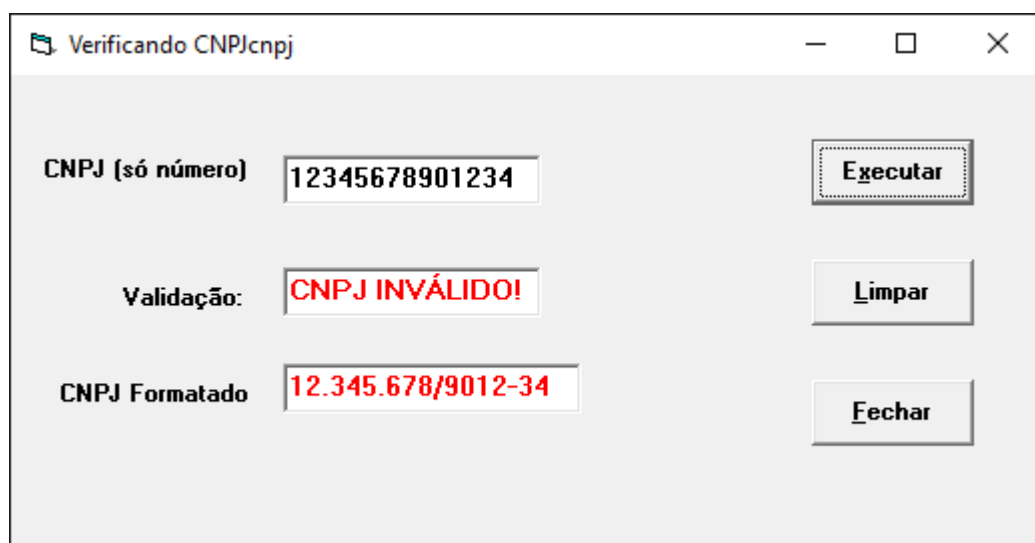 Verificando CNPJcnpj
CNPJ (só número)
12345678901234
Executar
Validação:
CNPJ INVÁLIDO!
Limpar
CNPJ Formatado
12.345.678/9012-34
Fechar